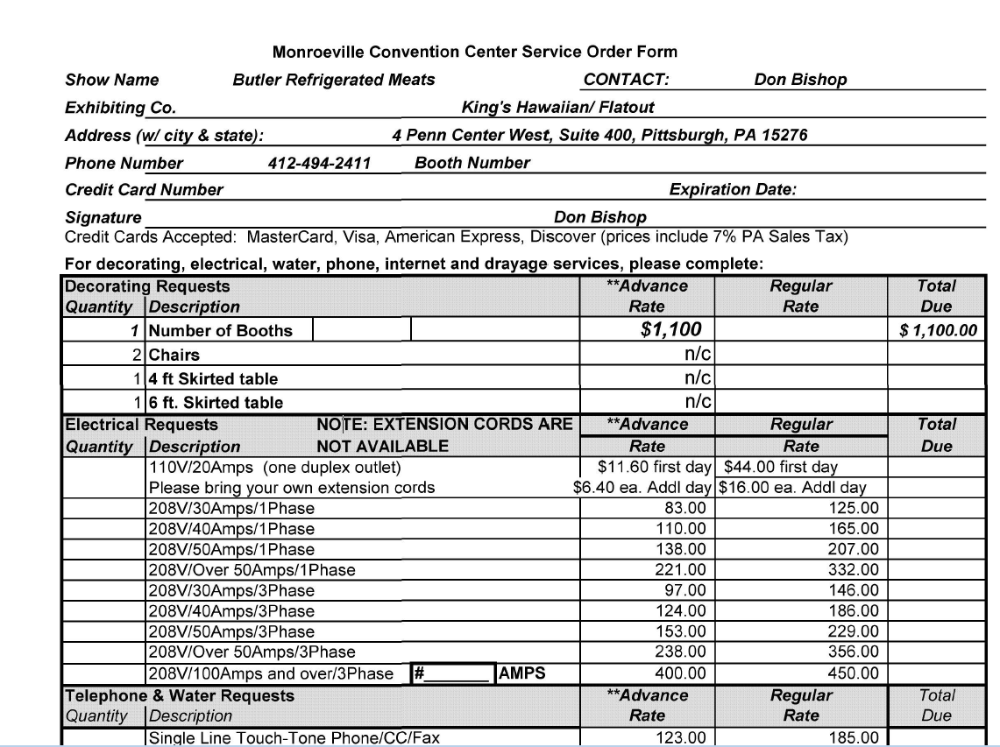 Monroeville Convention Center Service Order Form
Show Name Butler Refrigerated Meats CONTACT: Don Bishop
Exhibiting Co. King's Hawaiian/ Flatout
Address (w/ city & state): 4 Penn Center West, Suite 400, Pittsburgh, PA 15276
Phone Number 412-494-2411 Booth Number
Credit Card Number Expiration Date:
Signature Don Bishop
Credit Cards Accepted: MasterCard, Visa, American Express, Discover (prices include 7% PA Sales Tax)
For decorating, electrical, water, phone, internet and drayage services, please complete:
Decorating Requests **Advance Regular Total
Quantity Description Rate Rate Due
1 Number of Booths $1,100 $ 1,100.00
2 Chairs n/c
1 4 ft Skirted table n/c
1 6 ft. Skirted table n/c
Electrical Requests NOTE: EXTENSION CORDS ARE **Advance Regular Total
Quantity Description NOT AVAILABLE Rate Rate Due
110V/20Amps (one duplex outlet) $11.60 first day $44.00 first day
Please bring your own extension cords $6.40 ea. Addl day $16.00 ea. Addl day
208V/30Amps/1Phase 83.00 125.00
208V/40Amps/1Phase 110.00 165.00
208V/50Amps/1Phase 138.00 207.00
208V/Over 50Amps/1Phase 221.00 332.00
208V/30Amps/3Phase 97.00 146.00
208V/40Amps/3Phase 124.00 186.00
208V/50Amps/3Phase 153.00 229.00
208V/Over 50Amps/3Phase 238.00 356.00
208V/100Amps and over/3Phase #______ AMPS 400.00 450.00
Telephone & Water Requests **Advance Regular Total
Quantity Description Rate Rate Due
Single Line Touch-Tone Phone/CC/Fax 123.00 185.00